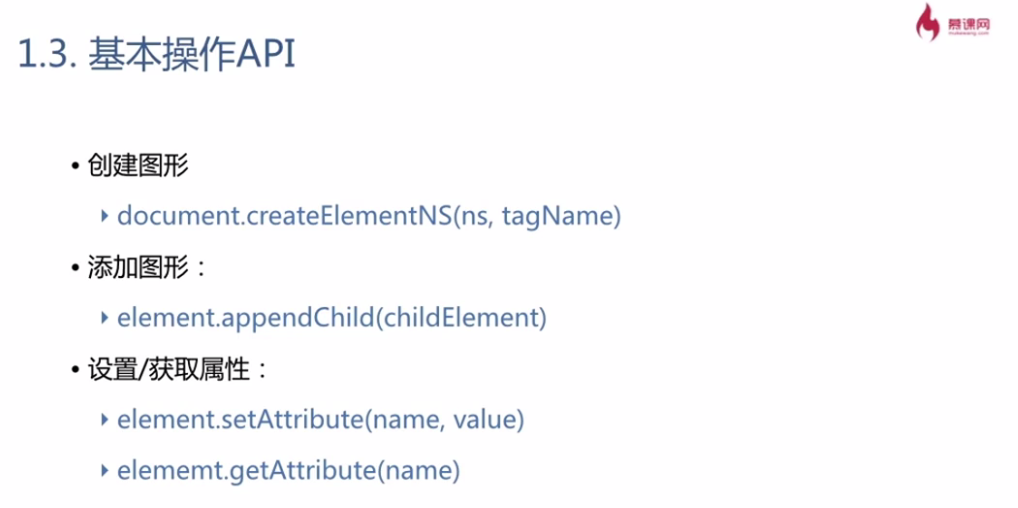 慕课网
mukewang.com
1.3. 基本操作API
• 创建图形
document.createElementNS(ns, tagName)
• 添加图形：
element.appendChild(childElement)
• 设置/获取属性：
element.setAttribute(name, value)
elememt.getAttribute(name)